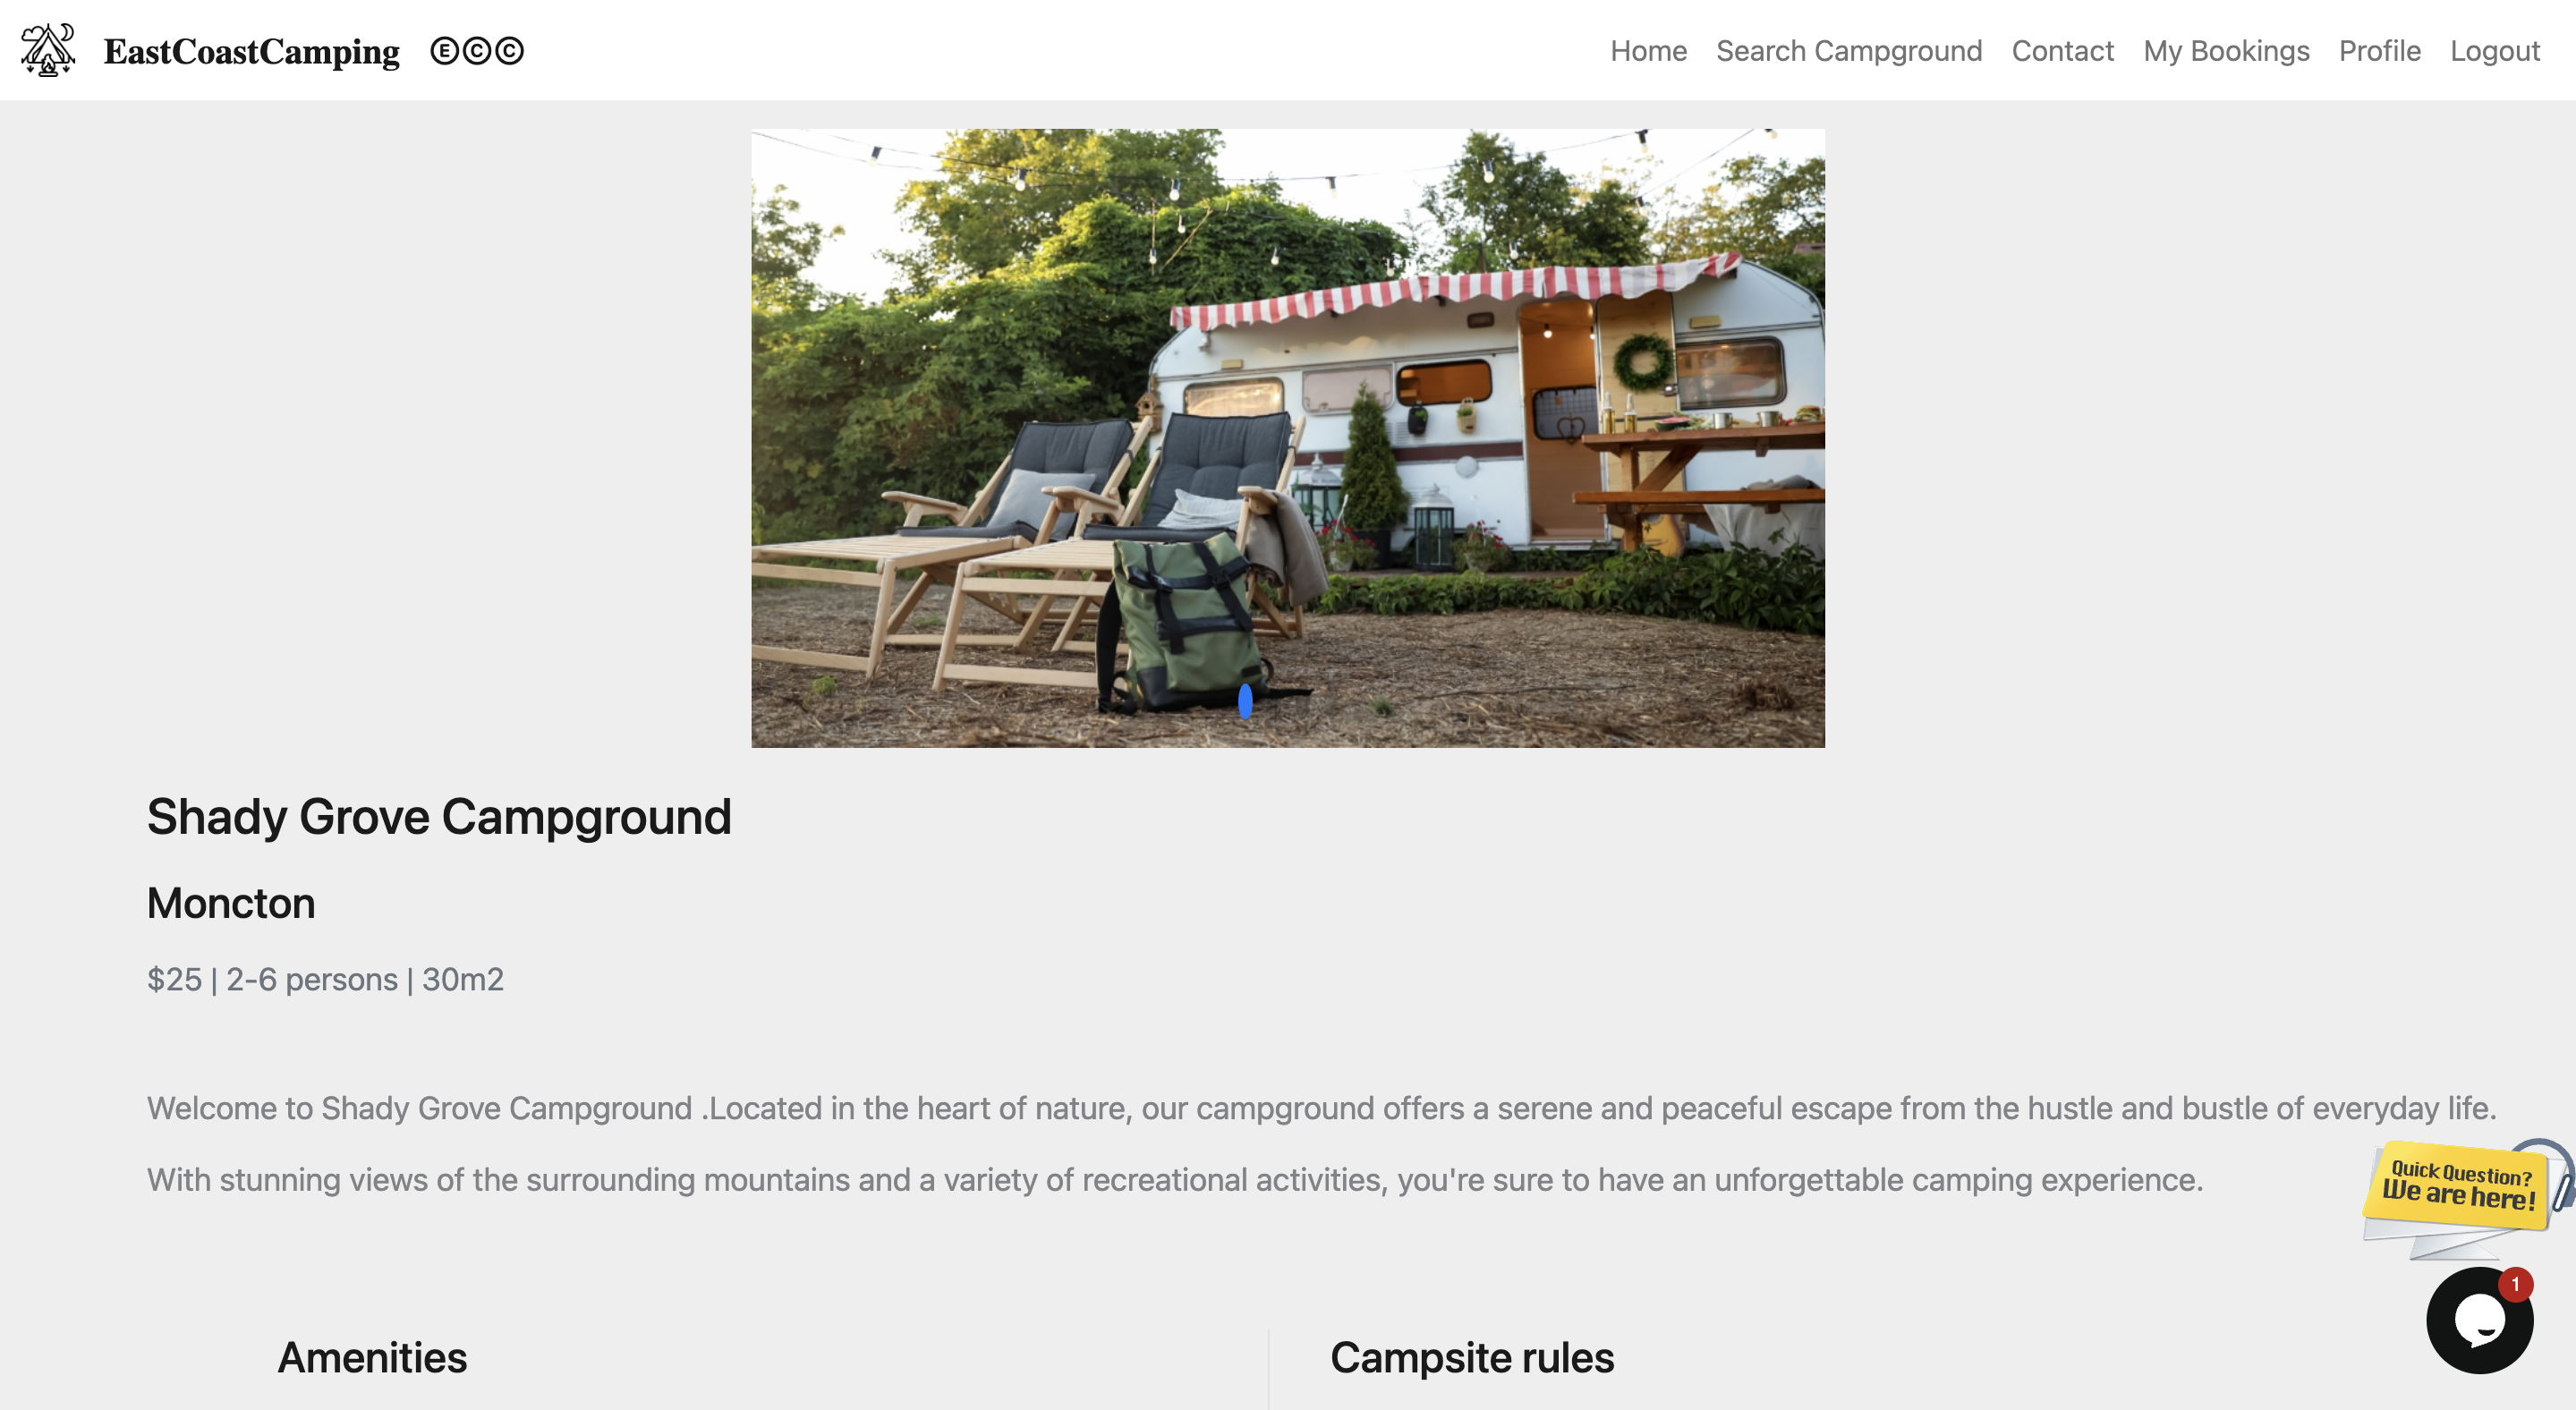 EastCoastCamping ⒺⒸⒸ
Home Search Campground Contact My Bookings Profile Logout
Shady Grove Campground
Moncton
$25 | 2-6 persons | 30m2
Welcome to Shady Grove Campground .Located in the heart of nature, our campground offers a serene and peaceful escape from the hustle and bustle of everyday life.
With stunning views of the surrounding mountains and a variety of recreational activities, you're sure to have an unforgettable camping experience.
Quick Question?
We are here!
1
Amenities
Campsite rules